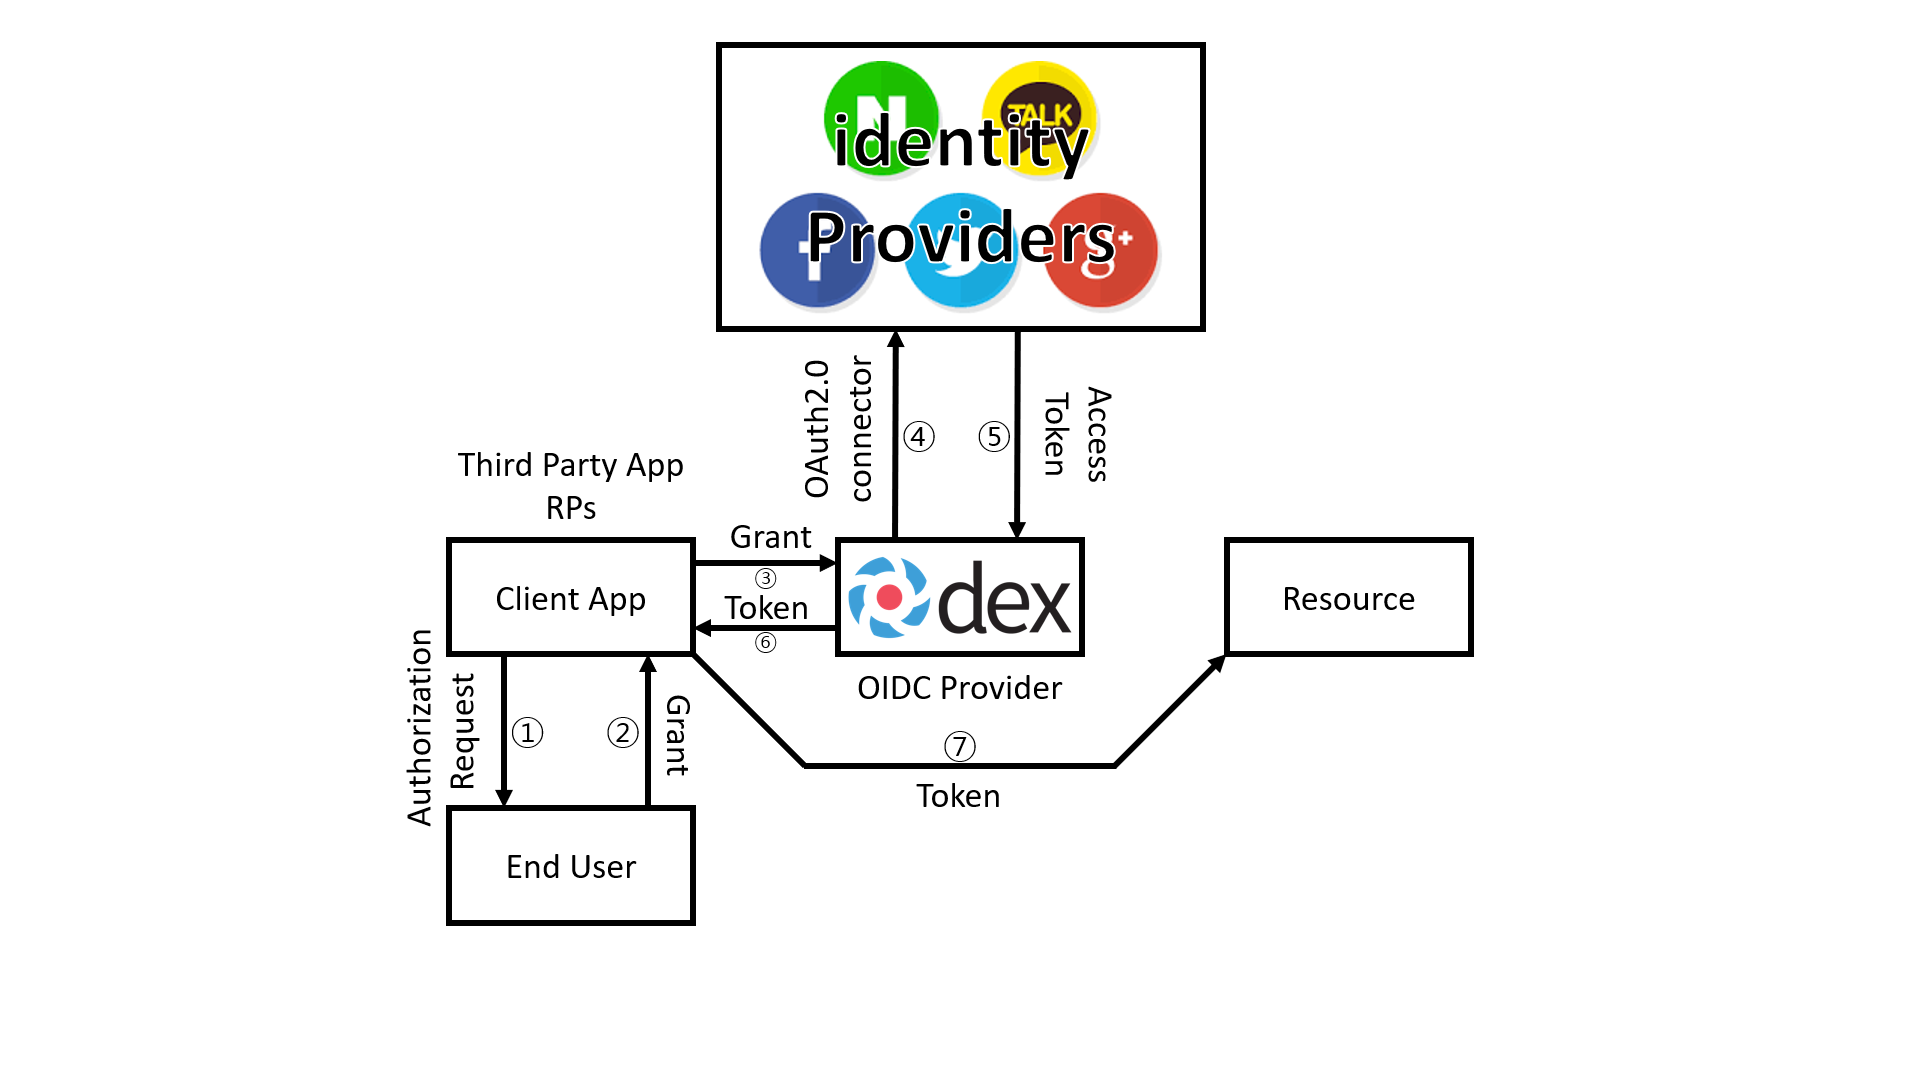 N
TALK
identity
Providers
f
g+
OAuth2.0
connector
④
⑤
Access
Token
Third Party App
RPs
Grant
③
Token
⑥
Client App
dex
Resource
OIDC Provider
Authorization
Request
①
②
Grant
⑦
Token
End User